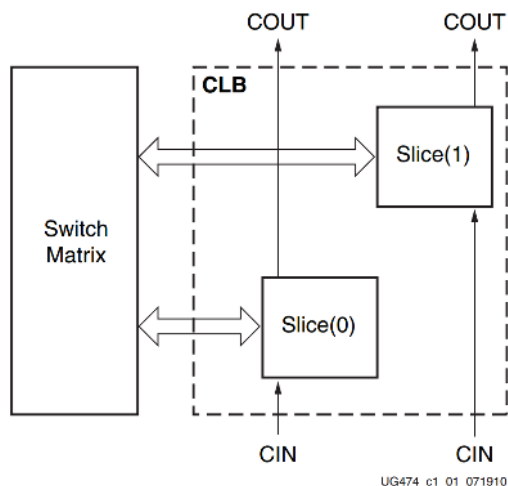 COUT
COUT
CLB
Slice(1)
Switch
Matrix
Slice(0)
CIN
CIN
UG474_c1_01_071910